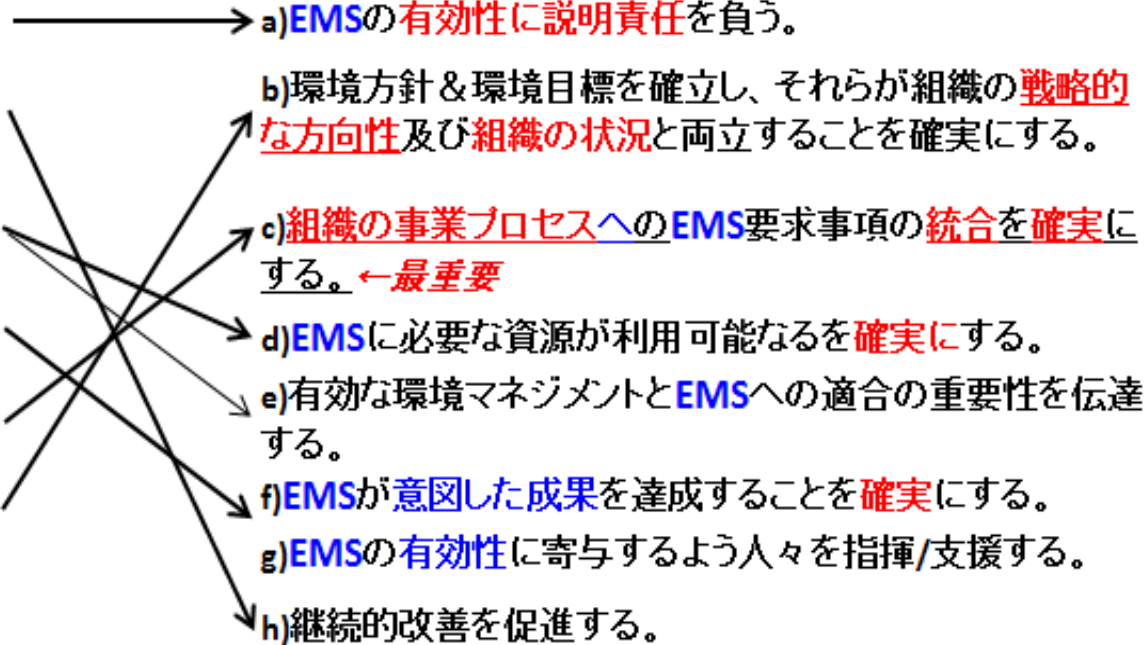 a)EMSの有効性に説明責任を負う。
b)環境方針＆環境目標を確立し、それらが組織の戦略的
な方向性及び組織の状況と両立することを確実にする。
c)組織の事業プロセスへのEMS要求事項の統合を確実に
する。←最重要
d)EMSに必要な資源が利用可能なるを確実にする。
e)有効な環境マネジメントとEMSへの適合の重要性を伝達
する。
f)EMSが意図した成果を達成することを確実にする。
g)EMSの有効性に寄与するよう人々を指揮/支援する。
h)継続的改善を促進する。